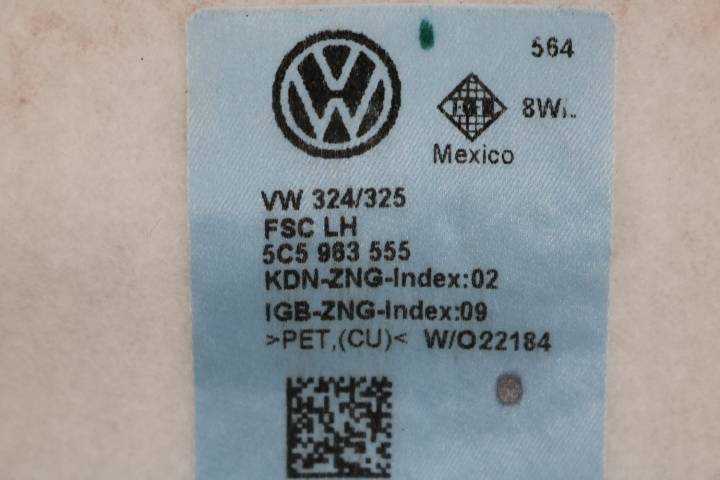 564
Mexico
VW 324/325
FSC LH
5C5 963 555
KDN-ZNG-Index:02
IGB-ZNG-Index:09
>PET,(CU)< W/O22184